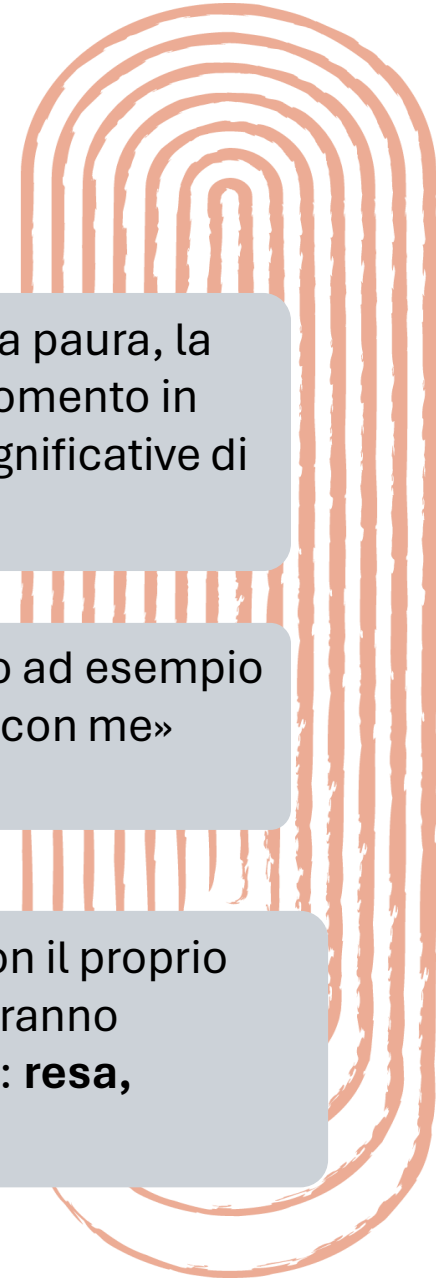 a paura, la
omento in
gnificative di
o ad esempio
con me»
on il proprio
ranno
: resa,